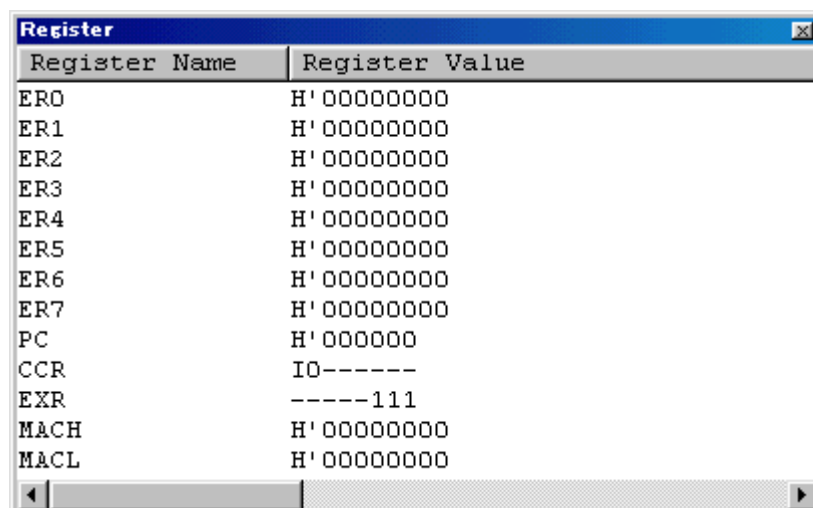 Register
Register Name Register Value
ER0 H'00000000
ER1 H'00000000
ER2 H'00000000
ER3 H'00000000
ER4 H'00000000
ER5 H'00000000
ER6 H'00000000
ER7 H'00000000
PC H'000000
CCR I0------
EXR -----111
MACH H'00000000
MACL H'00000000